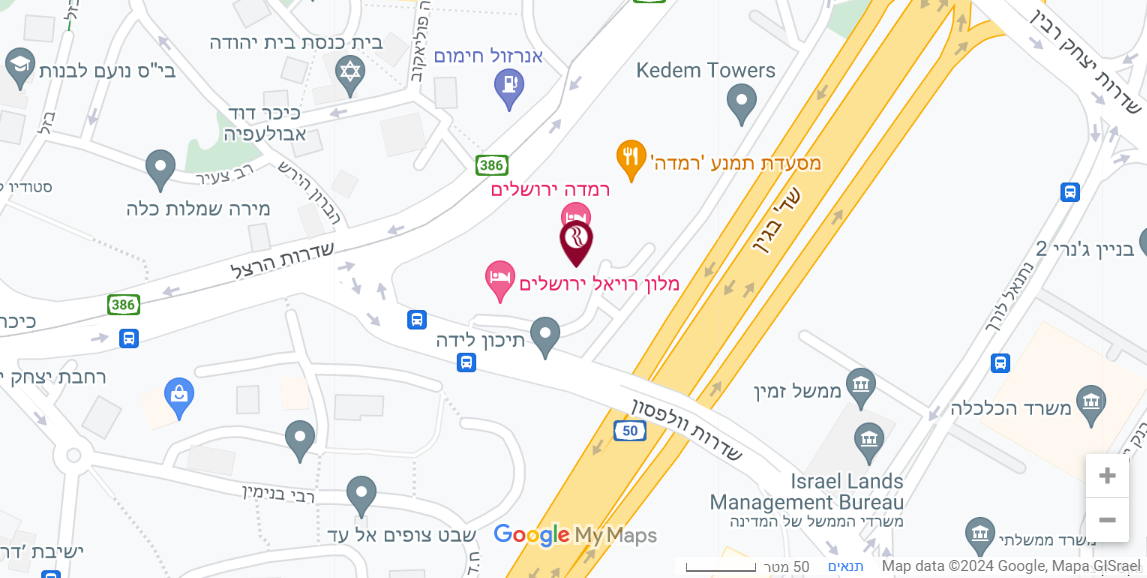 ה פוליאקוב
שדרות יצחק רבין
בית כנסת בית יהודה
אנרזול חימום
בי"ס נועם לבנות
Kedem Towers
כיכר דוד
אבולעפיה
בזל
מסעדת תמנע 'רמדה'
386
רב צעיר
הברון הירש
סטודיו ל
רמדה ירושלים
מירה שמלות כלה
שד' בגין
שדרות הרצל
בניין ג'נרי 2
מלון רויאל ירושלים
נתנאל לורך
386
כיכר
תיכון לידה
רחבת יצחק י
ממשל זמין
משרד הכלכלה
שדרות וולפסון
50
בנק י
רבי בנימין
Israel Lands
Management Bureau
משרדי הממשל של המדינה
שבט צופים אל עד
Google My Maps
משרד ממשלתי
ישיבת 'דר
ח.ד
50 מטר
תנאים
Map data ©2024 Google, Mapa GISrael